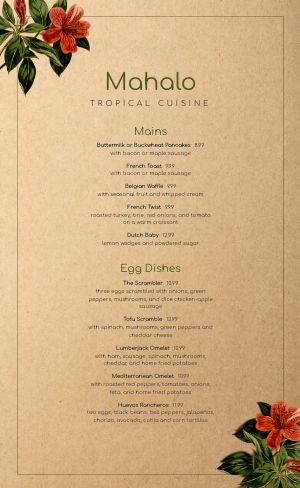 Mahalo
TROPICAL CUISINE
Mains
Buttermilk or Buckwheat Pancakes 8.99
with bacon or maple sausage
French Toast 9.99
with bacon or maple sausage
Belgian Waffle 9.99
with seasonal fruit and whipped cream
French Twist 9.99
roasted turkey, brie, red onions, and tomato
on a warm croissant
Dutch Baby 12.99
lemon wedges and powdered sugar
Egg Dishes
The Scrambler 10.99
three eggs scrambled with onions, green
peppers, mushrooms, and dice chicken-apple
sausage
Tofu Scramble 12.99
with spinach, mushrooms, green peppers and
cheddar cheese
Lumberjack Omelet 10.99
with ham, sausage, spinach, mushrooms,
cheddar, and home fried potatoes
Mediterranean Omelet 10.99
with roasted red peppers, tomatoes, onions,
feta, and home fried potatoes
Huevos Rancheros 17.99
two eggs, black beans, bell peppers, jalapeños,
chorizo, avocado, cotija and corn tortillas